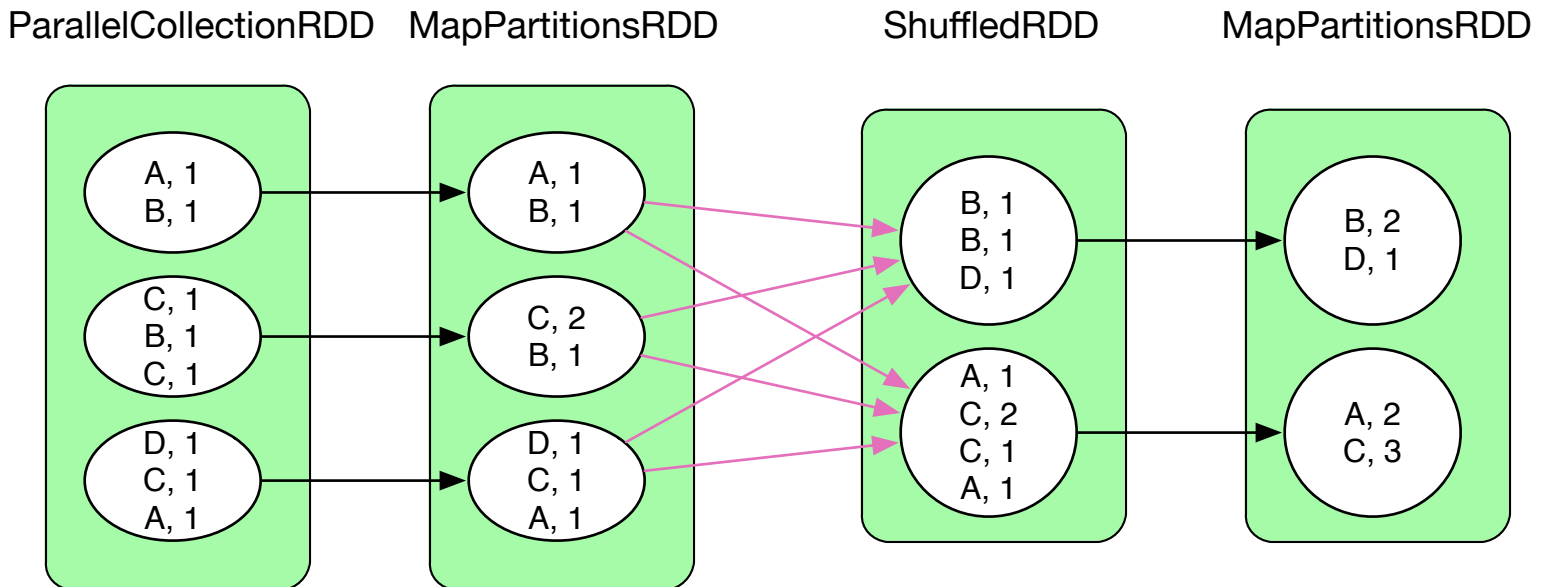 ParallelCollectionRDD
MapPartitionsRDD
ShuffledRDD
MapPartitionsRDD
A, 1
B, 1
C, 1
B, 1
C, 1
D, 1
C, 1
A, 1
A, 1
B, 1
C, 2
B, 1
D, 1
C, 1
A, 1
B, 1
B, 1
D, 1
A, 1
C, 2
C, 1
A, 1
B, 2
D, 1
A, 2
C, 3